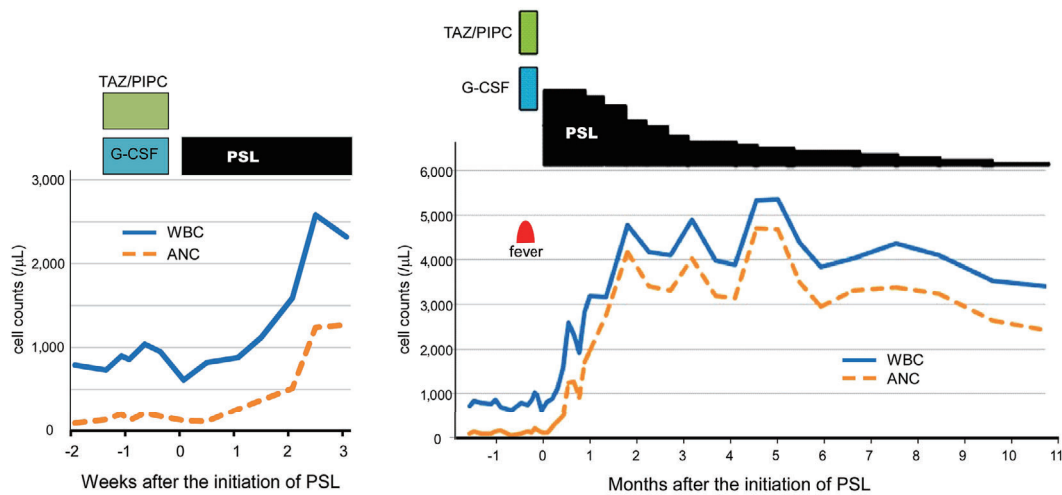 TAZ/PIPC
G-CSF
PSL
3,000
2,000
1,000
0
WBC
ANC
cell counts (/µL)
-2 -1 0 1 2 3
Weeks after the initiation of PSL
TAZ/PIPC
G-CSF
PSL
6,000
5,000
4,000
3,000
2,000
1,000
0
fever
WBC
ANC
cell counts (/µL)
-1 0 1 2 3 4 5 6 7 8 9 10 11
Months after the initiation of PSL